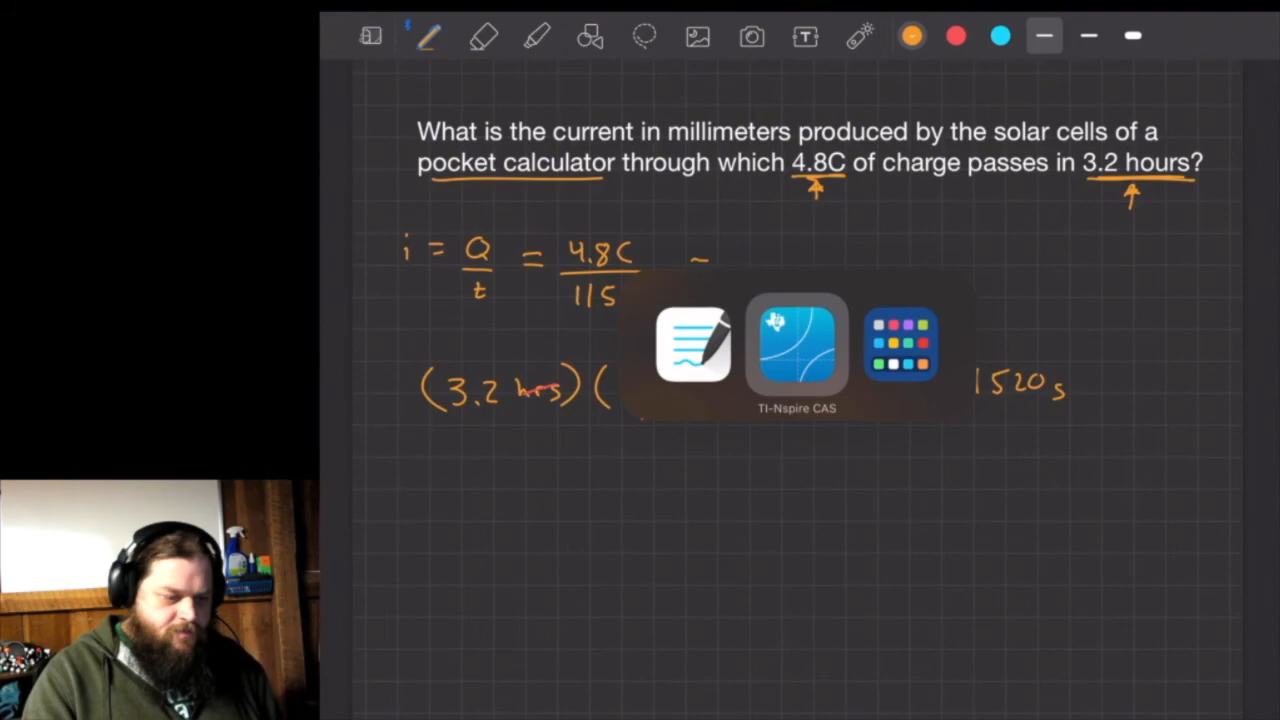 What is the current in millimeters produced by the solar cells of a
pocket calculator through which 4.8C of charge passes in 3.2 hours?
i = Q/t = 4.8C/115
TI-Nspire CAS
(3.2 hrs)( 1520s